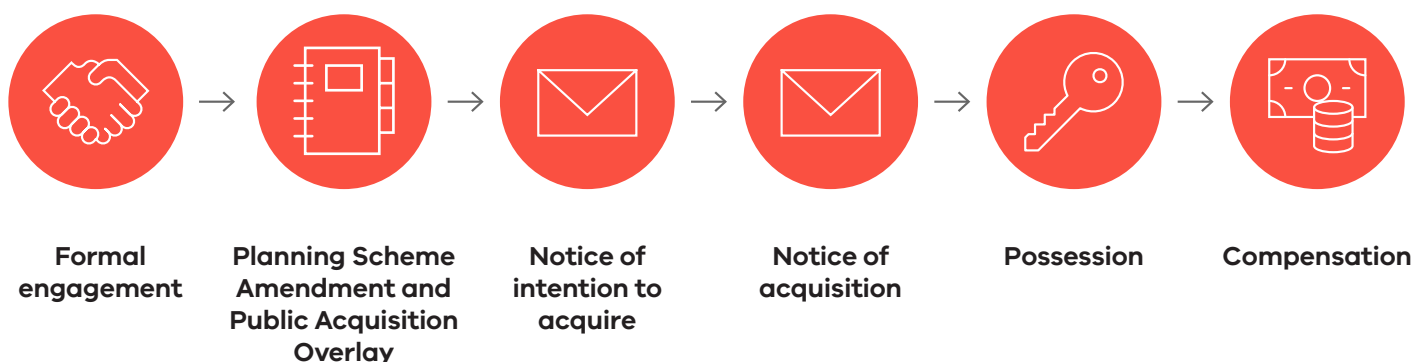 Formal
engagement
Planning Scheme
Amendment and
Public Acquisition
Overlay
Notice of
intention to
acquire
Notice of
acquisition
Possession
Compensation